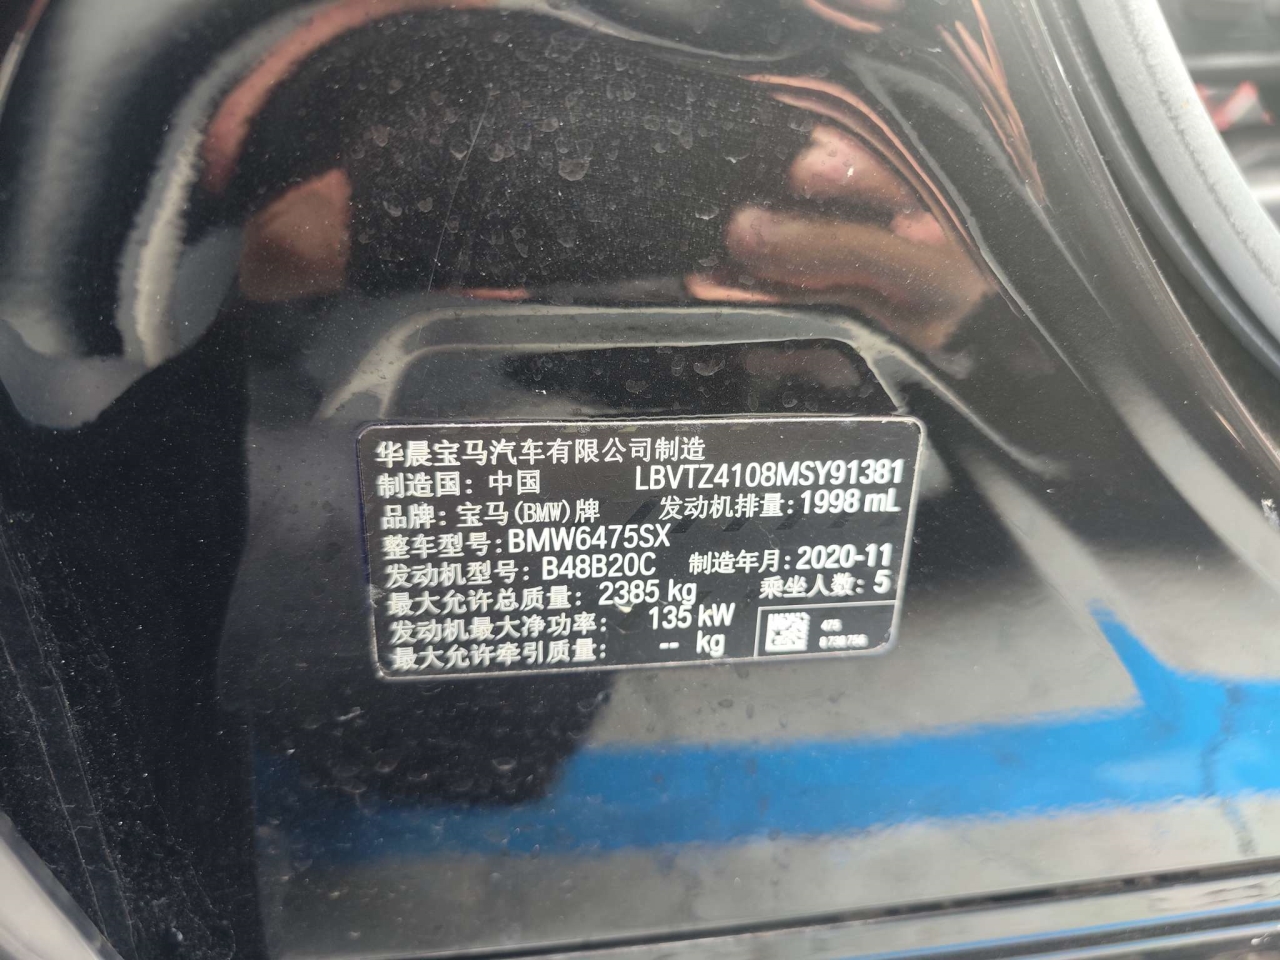 华晨宝马汽车有限公司制造
制造国：中国 LBVTZ4108MSY91381
品牌：宝马(BMW)牌 发动机排量：1998 mL
整车型号：BMW6475SX
发动机型号：B48B20C 制造年月：2020-11
最大允许总质量：2385 kg 乘坐人数：5
发动机最大净功率：135 kW
最大允许牵引质量：-- kg
475